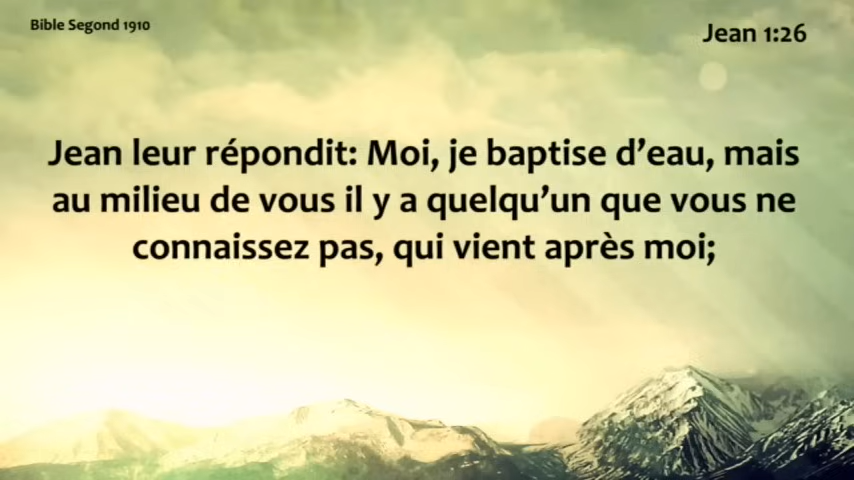 Bible Segond 1910
Jean 1:26
Jean leur répondit: Moi, je baptise d’eau, mais
au milieu de vous il y a quelqu’un que vous ne
connaissez pas, qui vient après moi;